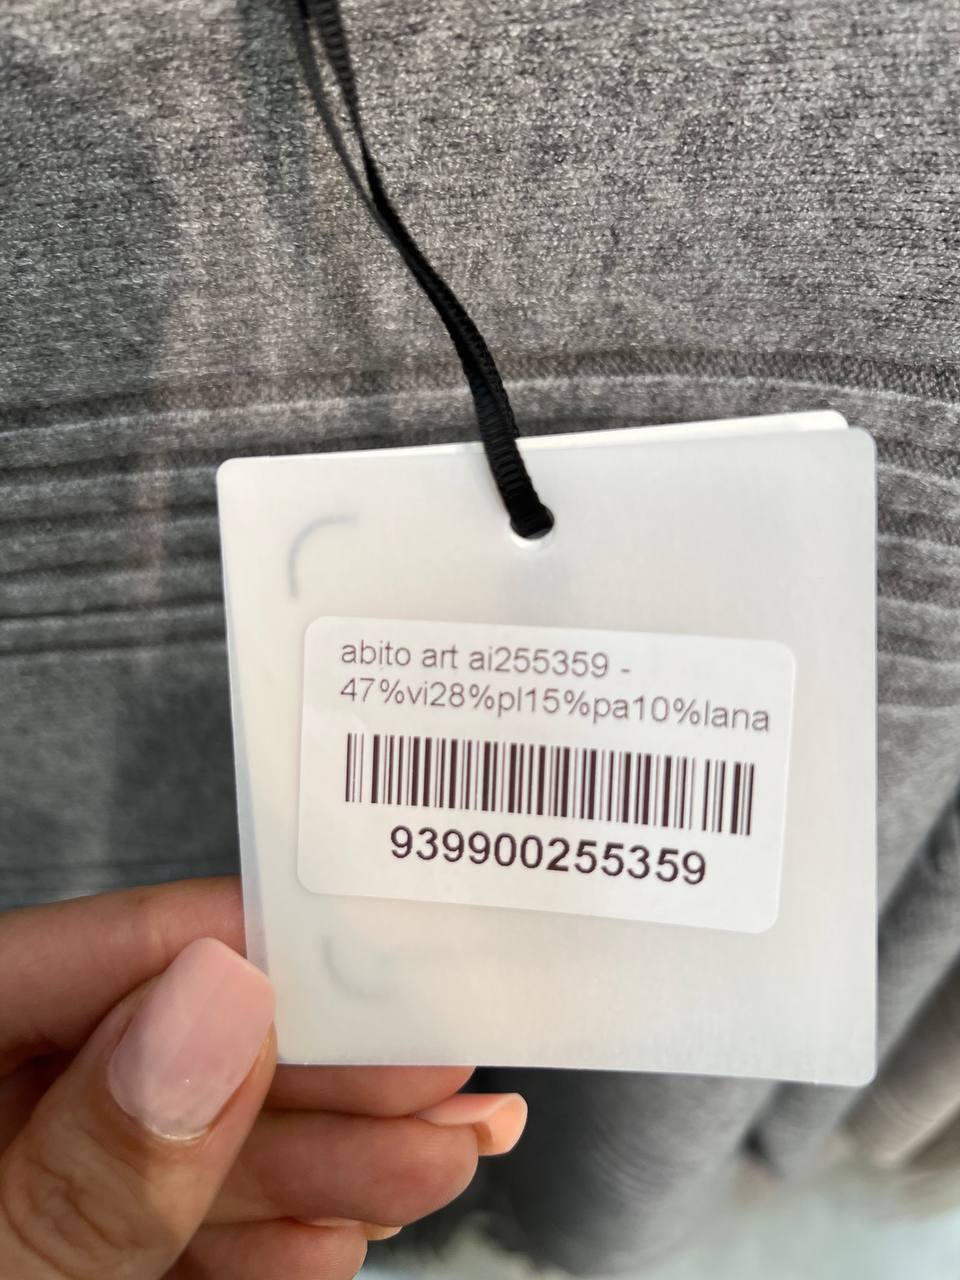 abito art ai255359 -
47%vi28%pl15%pa10%lana
939900255359